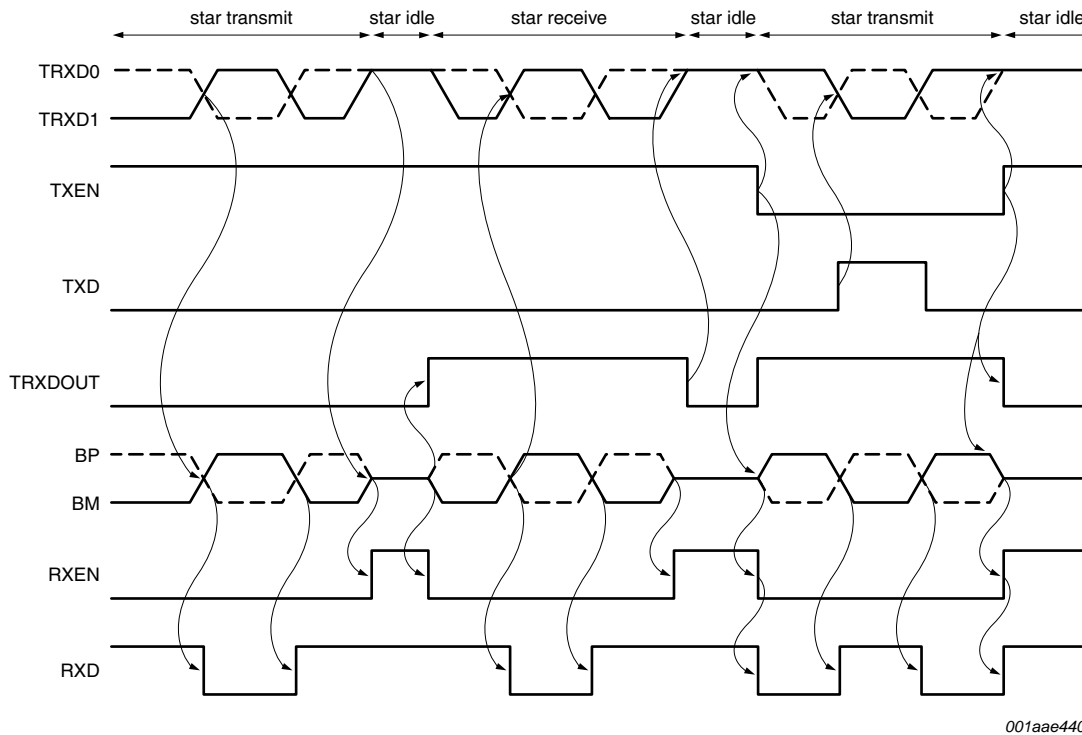 star transmit star idle star receive star idle star transmit star idle
TRXD0
TRXD1
TXEN
TXD
TRXDOUT
BP
BM
RXEN
RXD
001aae440